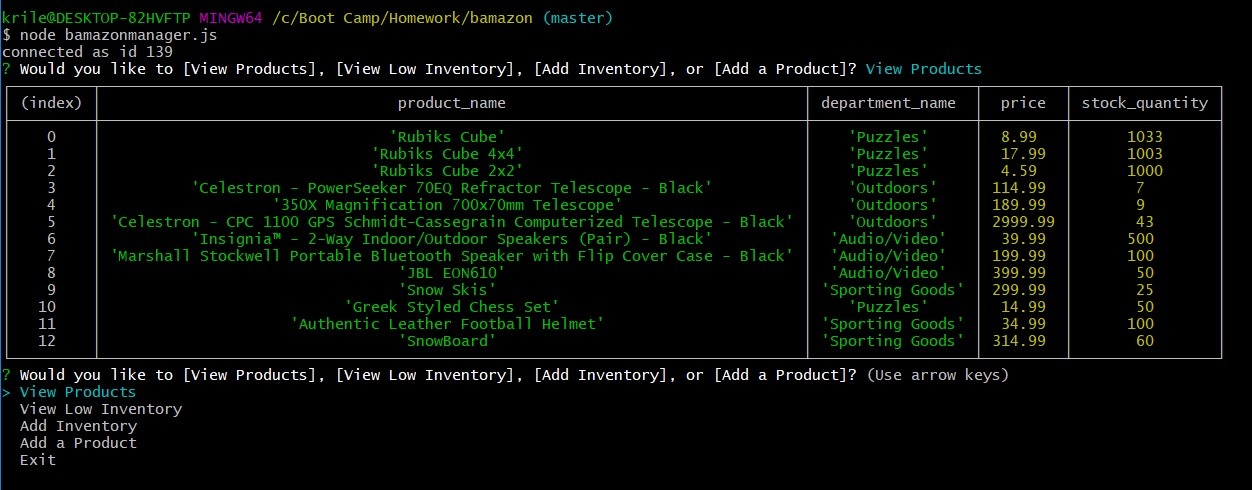 krile@DESKTOP-82HVFTP MINGW64 /c/Boot Camp/Homework/bamazon (master)
$ node bamazonmanager.js
connected as id 139
? Would you like to [View Products], [View Low Inventory], [Add Inventory], or [Add a Product]? View Products
(index) product_name department_name price stock_quantity
0 'Rubiks Cube' 'Puzzles' 8.99 1033
1 'Rubiks Cube 4x4' 'Puzzles' 17.99 1003
2 'Rubiks Cube 2x2' 'Puzzles' 4.59 1000
3 'Celestron - PowerSeeker 70EQ Refractor Telescope - Black' 'Outdoors' 114.99 7
4 '350X Magnification 700x70mm Telescope' 'Outdoors' 189.99 9
5 'Celestron - CPC 1100 GPS Schmidt-Cassegrain Computerized Telescope - Black' 'Outdoors' 2999.99 43
6 'Insignia™ - 2-Way Indoor/Outdoor Speakers (Pair) - Black' 'Audio/Video' 39.99 500
7 'Marshall Stockwell Portable Bluetooth Speaker with Flip Cover Case - Black' 'Audio/Video' 199.99 100
8 'JBL EON610' 'Audio/Video' 399.99 50
9 'Snow Skis' 'Sporting Goods' 299.99 25
10 'Greek Styled Chess Set' 'Puzzles' 14.99 50
11 'Authentic Leather Football Helmet' 'Sporting Goods' 34.99 100
12 'SnowBoard' 'Sporting Goods' 314.99 60
? Would you like to [View Products], [View Low Inventory], [Add Inventory], or [Add a Product]? (Use arrow keys)
> View Products
View Low Inventory
Add Inventory
Add a Product
Exit